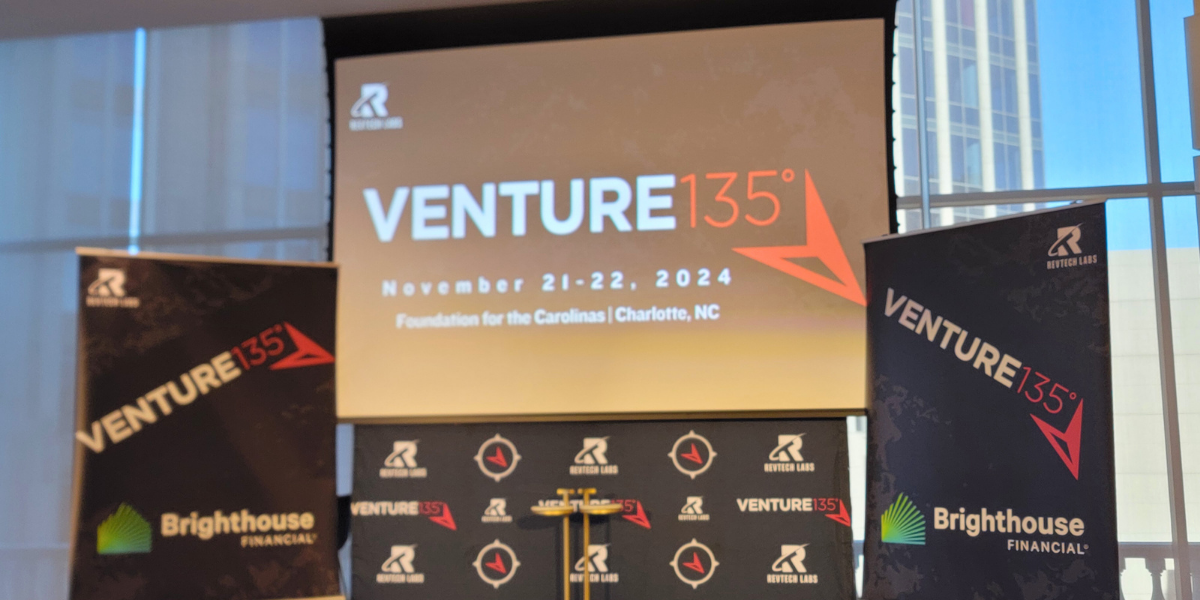 REVTECH LABS
VENTURE135°
November 21-22, 2024
Foundation for the Carolinas | Charlotte, NC
REVTECH LABS
VENTURE135°
Brighthouse
FINANCIAL®
REVTECH LABS
VENTURE135°
Brighthouse
FINANCIAL®
REVTECH LABS
REVTECH LABS
REVTECH LABS
VENTURE135°
REVTECH LABS
VENTURE135°
REVTECH LABS
VENTURE135°
REVTECH LABS
REVTECH LABS
REVTECH LABS